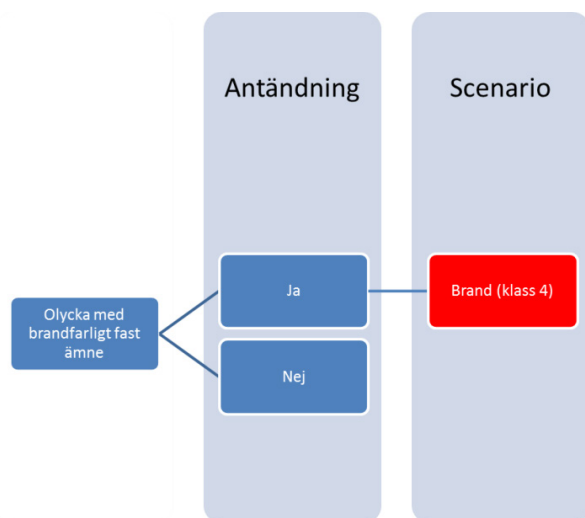 Antändning
Scenario
Olycka med
brandfarligt fast
ämne
Ja
Brand (klass 4)
Nej